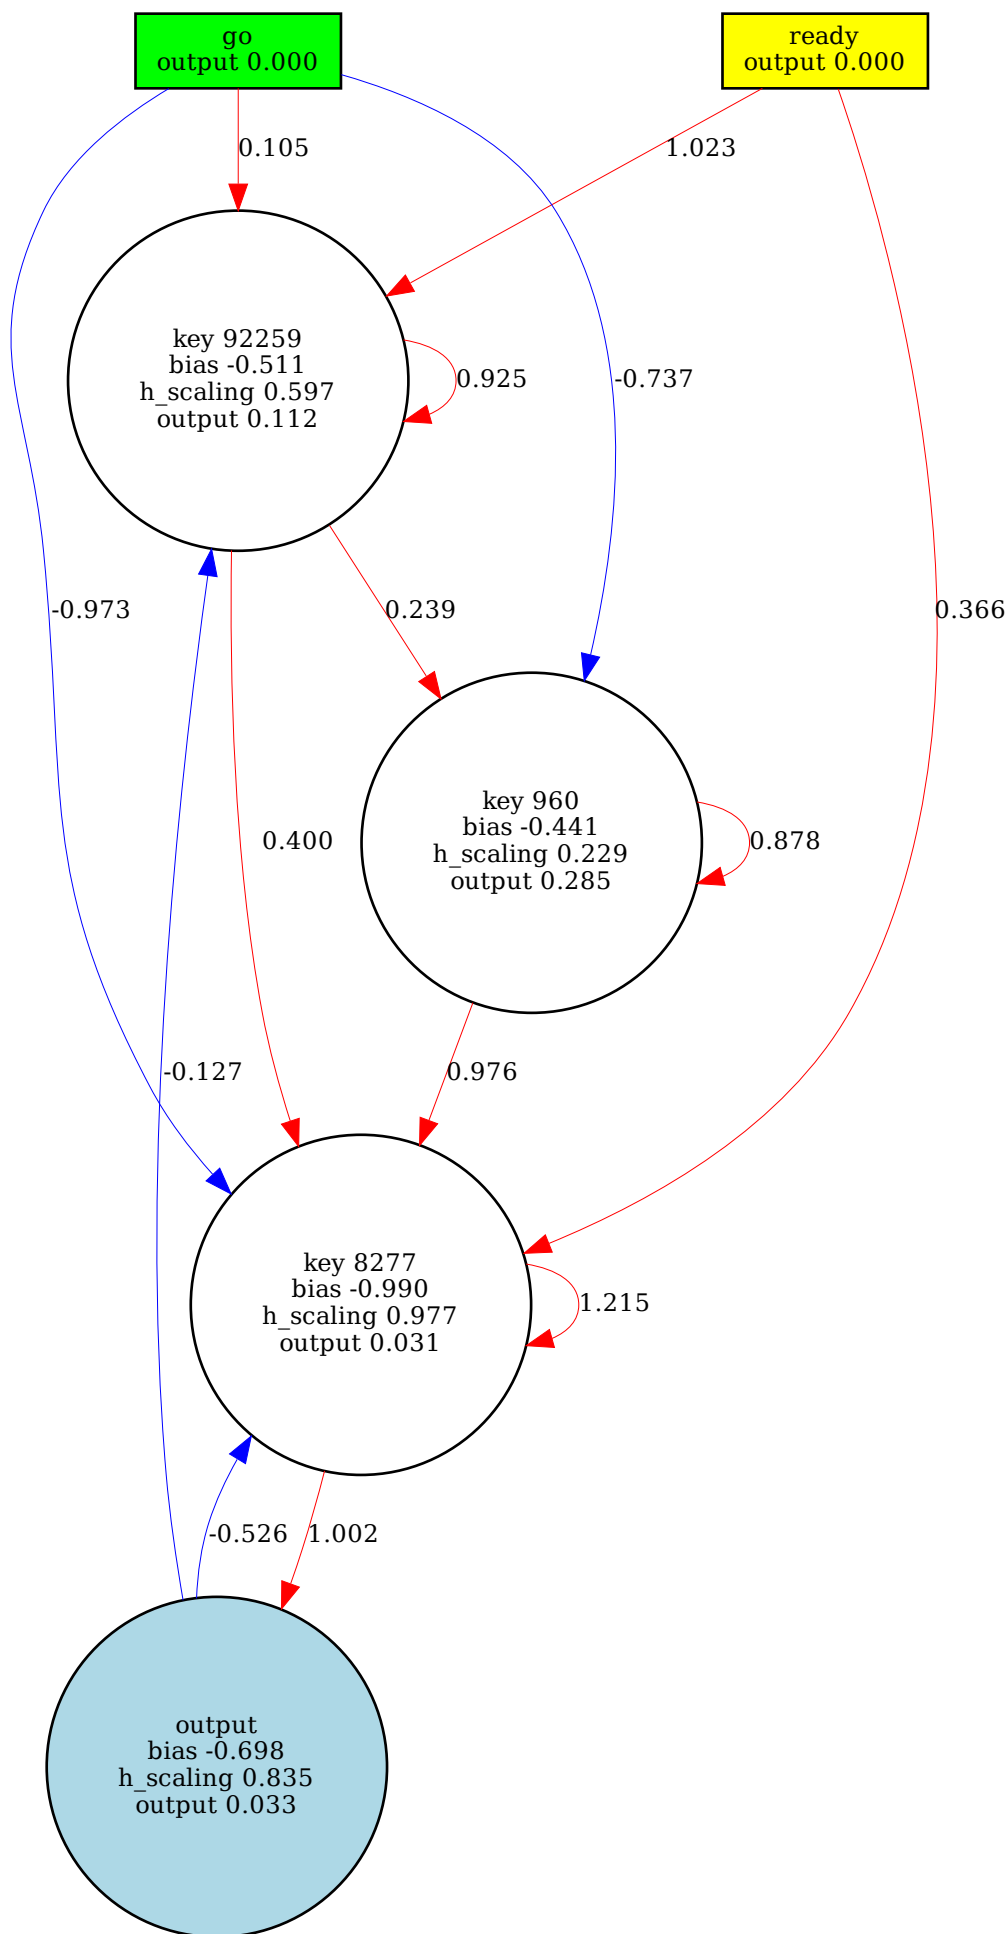 go
output 0.000
ready
output 0.000
0.105
1.023
key 92259
bias -0.511
h_scaling 0.597
output 0.112
0.925
-0.737
-0.973
0.239
0.366
key 960
bias -0.441
h_scaling 0.229
output 0.285
0.400
0.878
-0.127
0.976
key 8277
bias -0.990
h_scaling 0.977
output 0.031
1.215
-0.526
1.002
output
bias -0.698
h_scaling 0.835
output 0.033